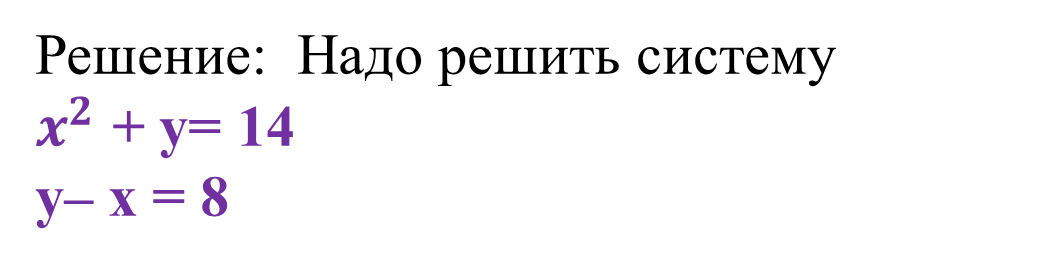 Решение:  Надо решить систему
𝒙² + y= 14
y– x = 8